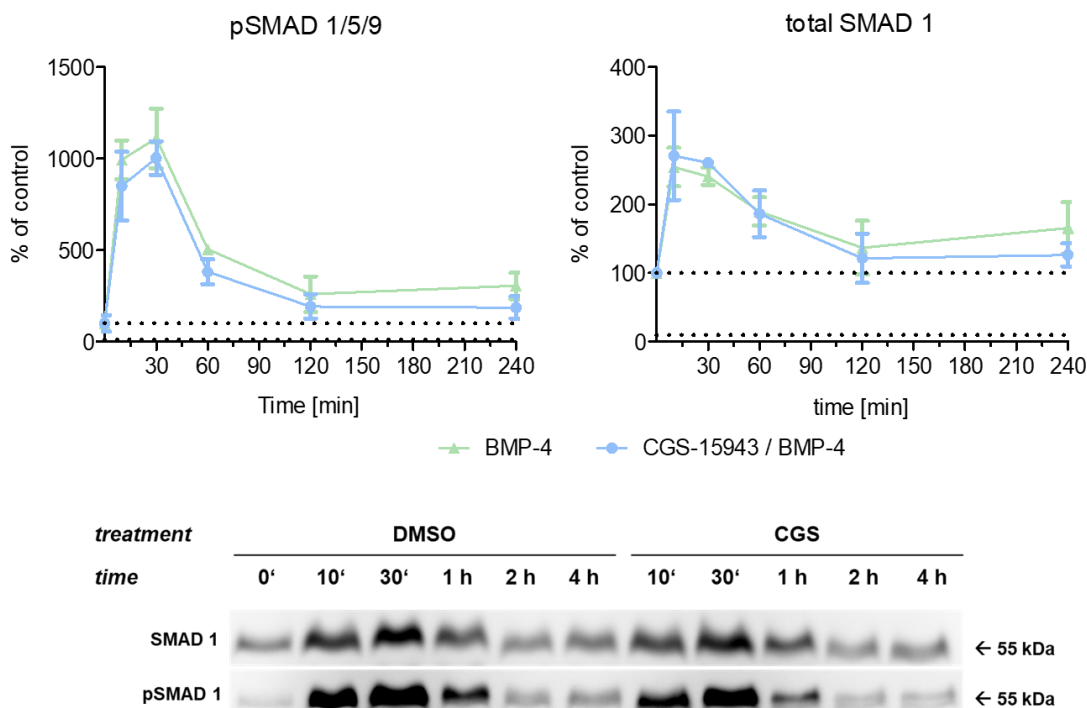 pSMAD 1/5/9
total SMAD 1
1500
1000
500
0
% of control
30 60 90 120 150 180 210 240
Time [min]
400
300
200
100
0
% of control
30 60 90 120 150 180 210 240
time [min]
BMP-4 CGS-15943 / BMP-4
treatment DMSO CGS
time 0‘ 10‘ 30‘ 1 h 2 h 4 h 10‘ 30‘ 1 h 2 h 4 h
SMAD 1 ← 55 kDa
pSMAD 1 ← 55 kDa